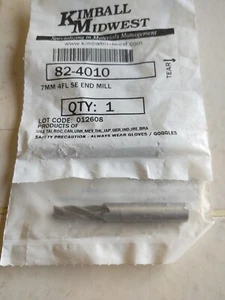 KIMBALL
MIDWEST
Specializing in Materials Management
www.kimballmidwest.com
TEAR
82-4010
7MM 4FL SE END MILL
QTY: 1
LOT CODE: 012608
PRODUCTS OF
SAFETY PRECAUTION - ALWAYS WEAR GLOVES / GOGGLES